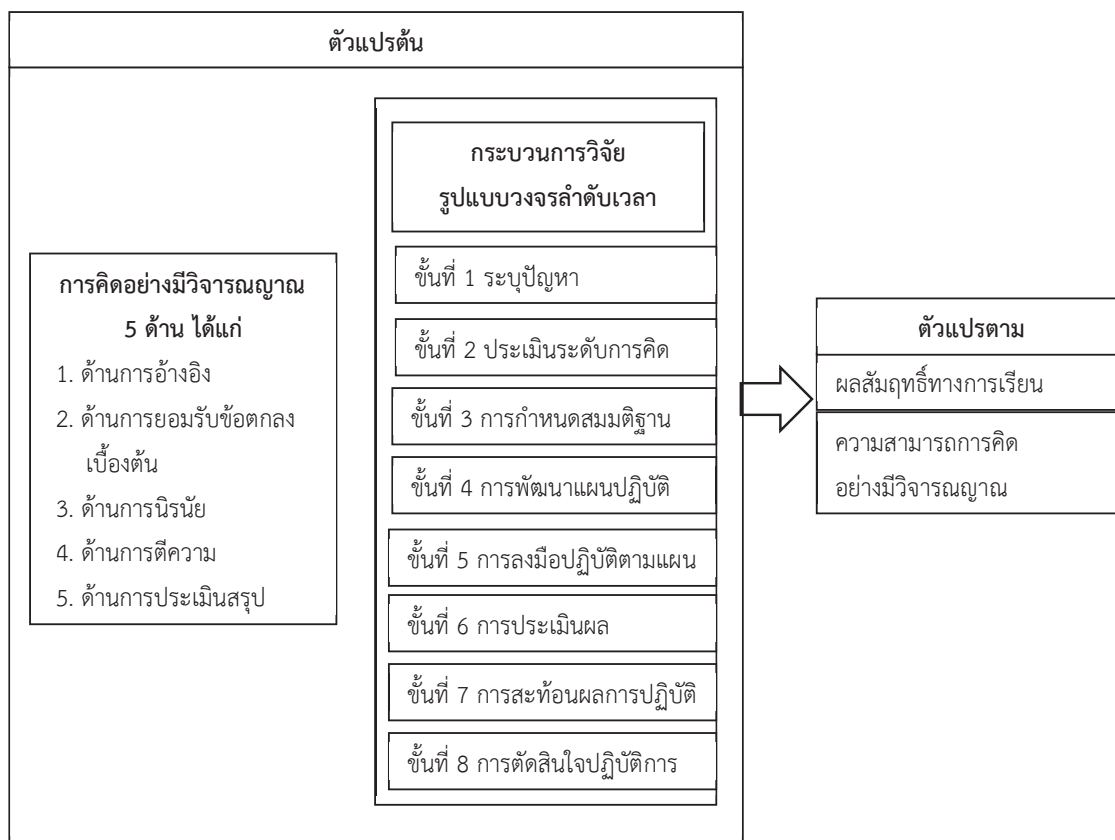 ตัวแปรต้น
การคิดอย่างมีวิจารณญาณ
5 ด้าน ได้แก่
1. ด้านการอ้างอิง
2. ด้านการยอมรับข้อตกลง
เบื้องต้น
3. ด้านการนิรนัย
4. ด้านการตีความ
5. ด้านการประเมินสรุป
กระบวนการวิจัย
รูปแบบวงจรลำดับเวลา
ขั้นที่ 1 ระบุปัญหา
ขั้นที่ 2 ประเมินระดับการคิด
ขั้นที่ 3 การกำหนดสมมติฐาน
ขั้นที่ 4 การพัฒนาแผนปฏิบัติ
ขั้นที่ 5 การลงมือปฏิบัติตามแผน
ขั้นที่ 6 การประเมินผล
ขั้นที่ 7 การสะท้อนผลการปฏิบัติ
ขั้นที่ 8 การตัดสินใจปฏิบัติการ
ตัวแปรตาม
ผลสัมฤทธิ์ทางการเรียน
ความสามารถการคิด
อย่างมีวิจารณญาณ